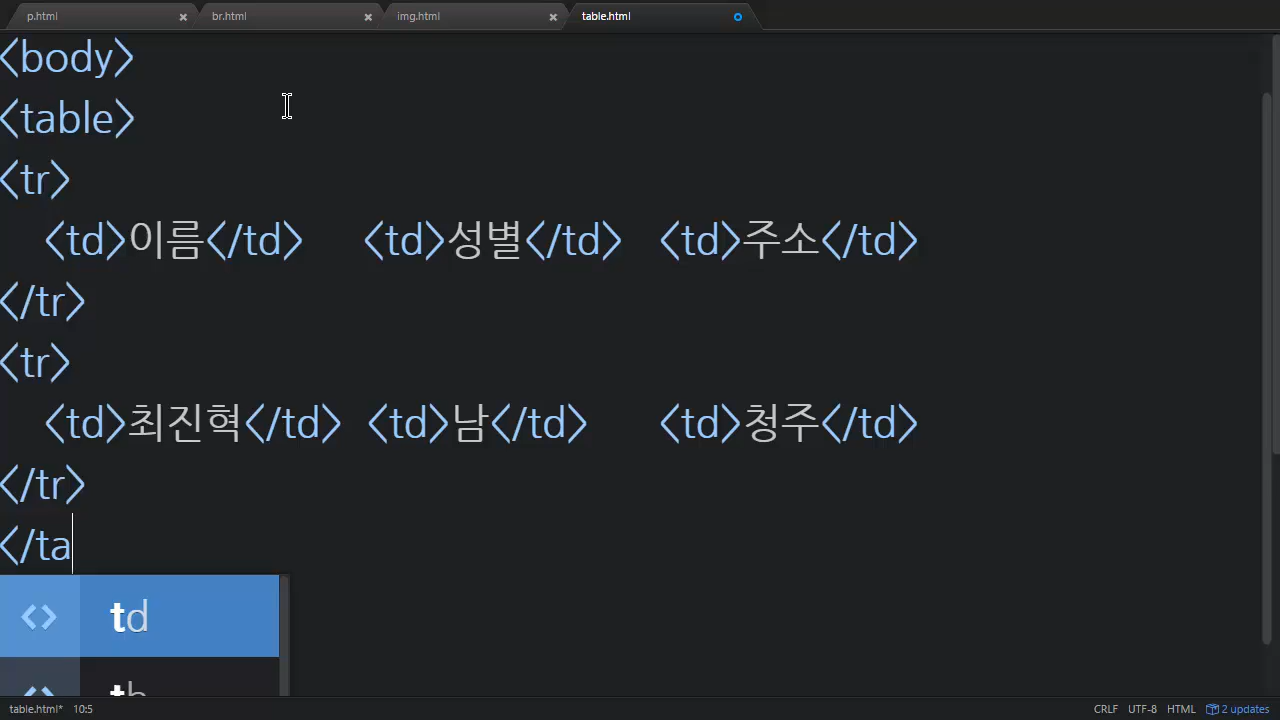 p.html br.html img.html table.html
<body>
<table>
<tr>
<td>이름</td> <td>성별</td> <td>주소</td>
</tr>
<tr>
<td>최진혁</td> <td>남</td> <td>청주</td>
</tr>
</ta
<> td
table.html* 10:5 CRLF UTF-8 HTML 2 updates